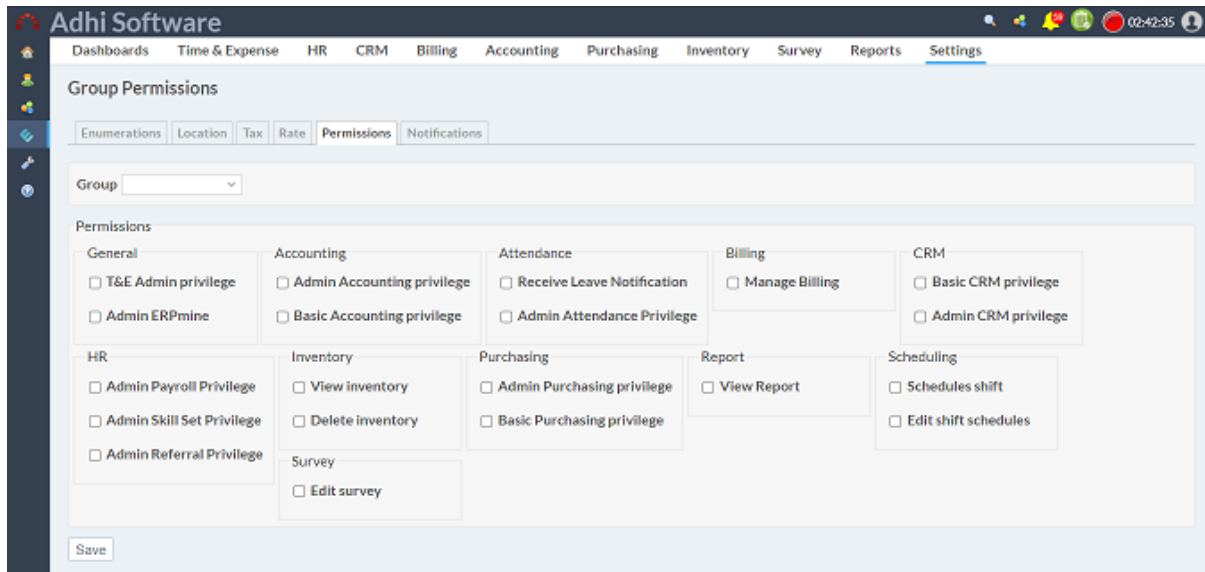 Adhi Software
59
02:42:35
Dashboards Time & Expense HR CRM Billing Accounting Purchasing Inventory Survey Reports Settings
Group Permissions
Enumerations Location Tax Rate Permissions Notifications
Group
Permissions
General Accounting Attendance Billing CRM
T&E Admin privilege Admin Accounting privilege Receive Leave Notification Manage Billing Basic CRM privilege
Admin ERPmine Basic Accounting privilege Admin Attendance Privilege Admin CRM privilege
HR Inventory Purchasing Report Scheduling
Admin Payroll Privilege View inventory Admin Purchasing privilege View Report Schedules shift
Admin Skill Set Privilege Delete inventory Basic Purchasing privilege Edit shift schedules
Admin Referral Privilege
Survey
Edit survey
Save